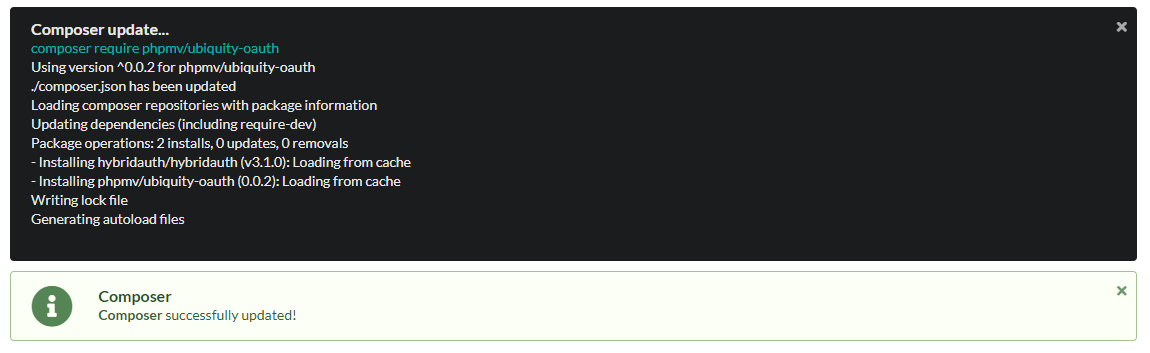 Composer update...
composer require phpmv/ubiquity-oauth
Using version ^0.0.2 for phpmv/ubiquity-oauth
./composer.json has been updated
Loading composer repositories with package information
Updating dependencies (including require-dev)
Package operations: 2 installs, 0 updates, 0 removals
- Installing hybridauth/hybridauth (v3.1.0): Loading from cache
- Installing phpmv/ubiquity-oauth (0.0.2): Loading from cache
Writing lock file
Generating autoload files
Composer
Composer successfully updated!